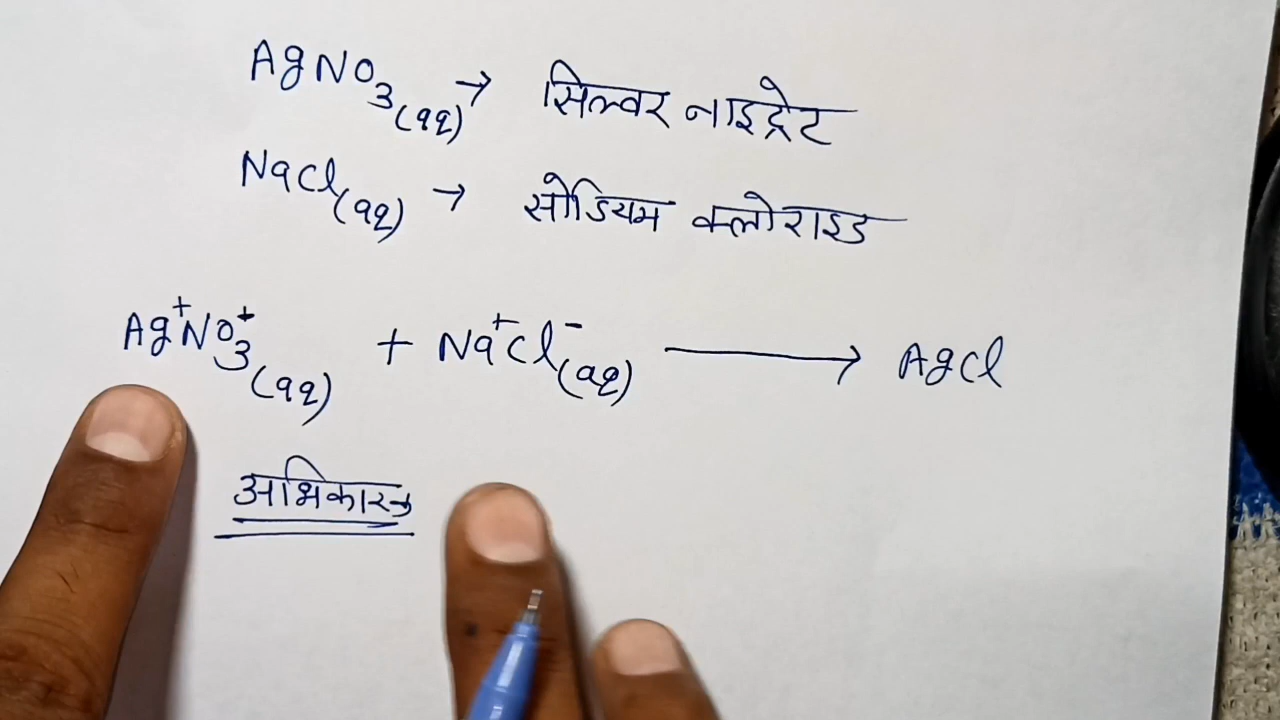 AgNO₃(aq) → सिल्वर नाइट्रेट
NaCl(aq) → सोडियम क्लोराइड
Ag⁺NO₃⁺(aq) + Na⁺Cl⁻(aq) ⟶ AgCl
अभिकारक